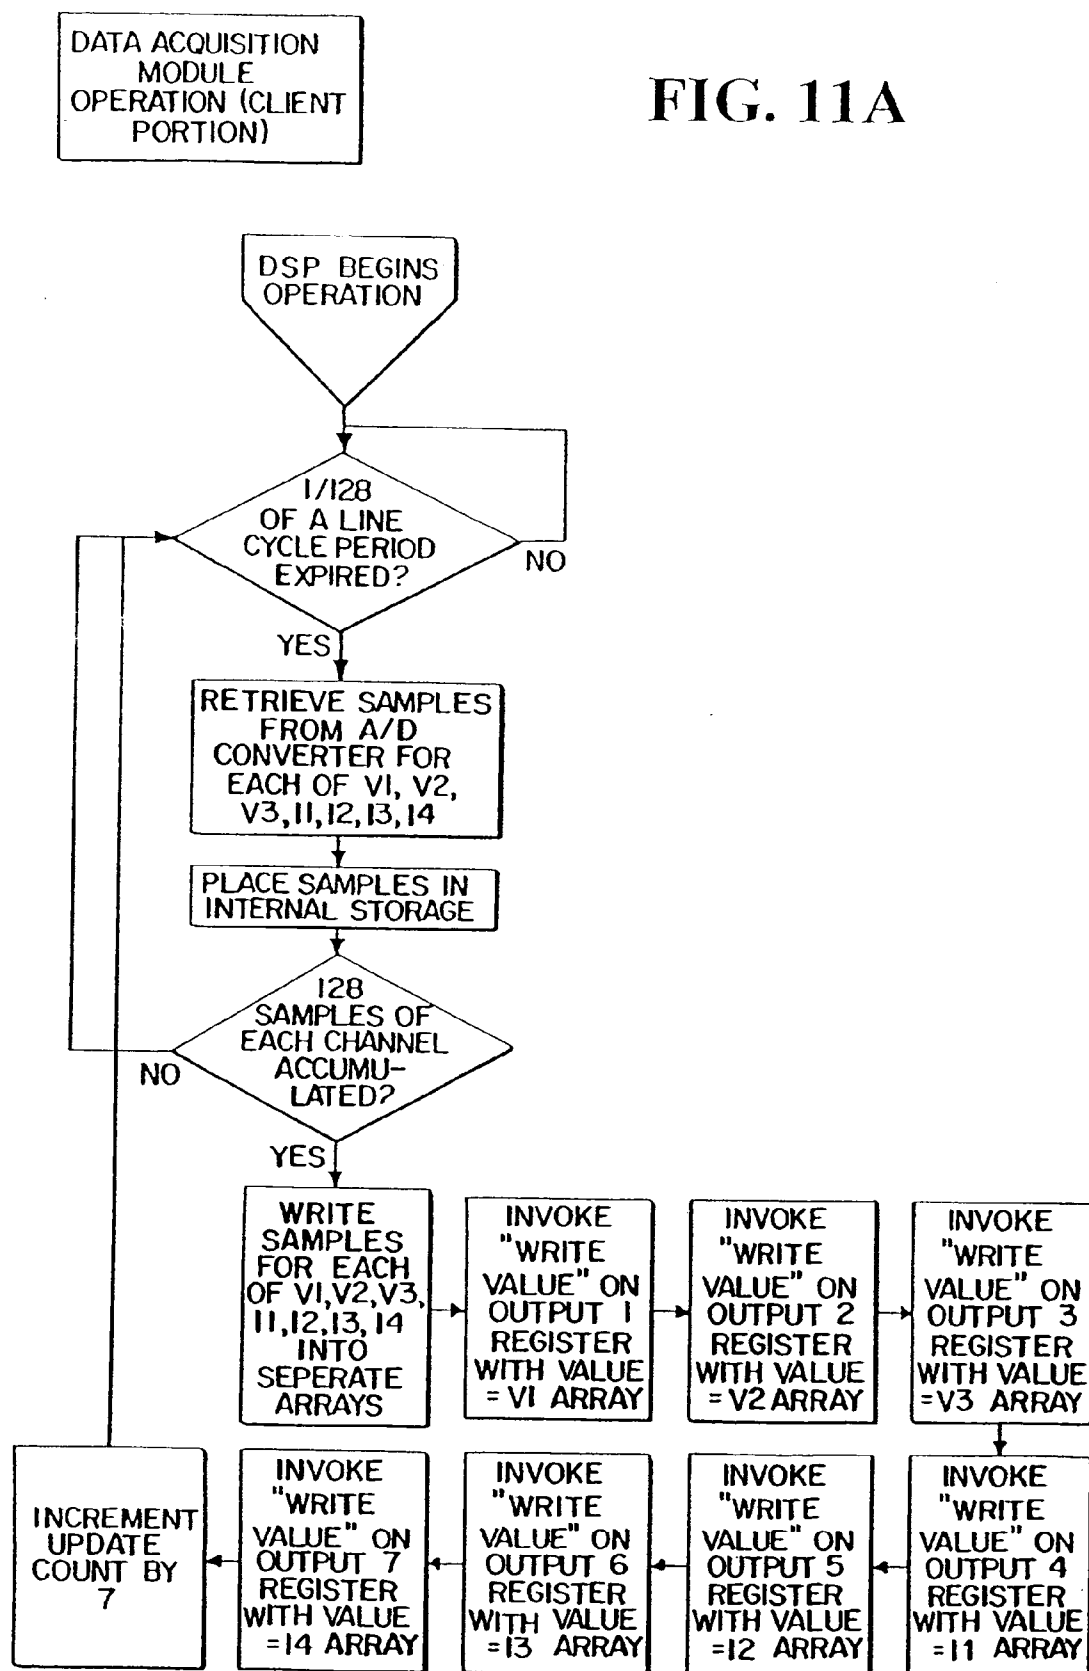 DATA ACQUISITION
MODULE
OPERATION (CLIENT
PORTION)
FIG. 11A
DSP BEGINS
OPERATION
1/128
OF A LINE
CYCLE PERIOD
EXPIRED?
NO
YES
RETRIEVE SAMPLES
FROM A/D
CONVERTER FOR
EACH OF V1, V2,
V3,I1,I2,I3,I4
PLACE SAMPLES IN
INTERNAL STORAGE
128
SAMPLES OF
EACH CHANNEL
ACCUMU-
LATED?
NO
YES
WRITE
SAMPLES
FOR EACH
OF V1,V2,V3,
I1,I2,I3,I4
INTO
SEPERATE
ARRAYS
INVOKE
"WRITE
VALUE" ON
OUTPUT 1
REGISTER
WITH VALUE
=V1 ARRAY
INVOKE
"WRITE
VALUE" ON
OUTPUT 2
REGISTER
WITH VALUE
=V2 ARRAY
INVOKE
"WRITE
VALUE" ON
OUTPUT 3
REGISTER
WITH VALUE
=V3 ARRAY
INVOKE
"WRITE
VALUE" ON
OUTPUT 4
REGISTER
WITH VALUE
=I1 ARRAY
INVOKE
"WRITE
VALUE" ON
OUTPUT 5
REGISTER
WITH VALUE
=I2 ARRAY
INVOKE
"WRITE
VALUE" ON
OUTPUT 6
REGISTER
WITH VALUE
=I3 ARRAY
INVOKE
"WRITE
VALUE" ON
OUTPUT 7
REGISTER
WITH VALUE
=I4 ARRAY
INCREMENT
UPDATE
COUNT BY
7